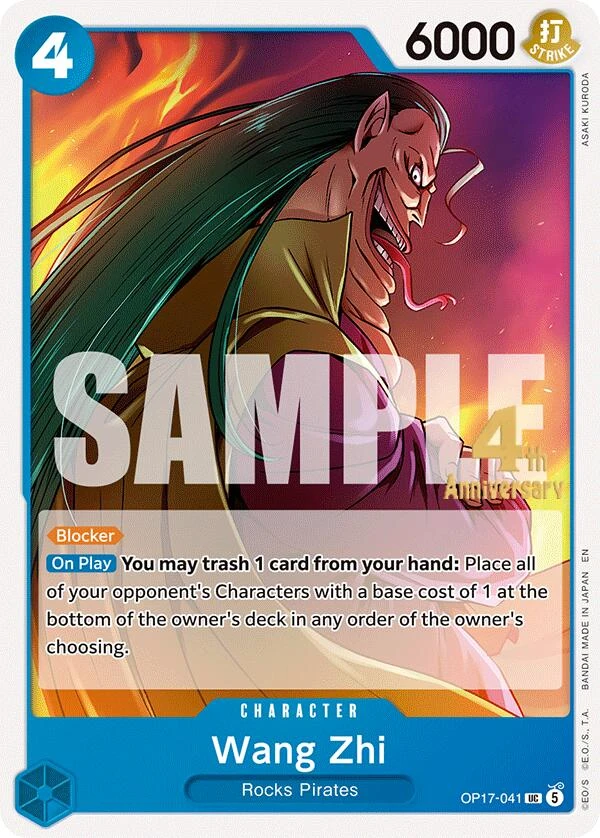 4
6000
打
STRIKE
ASAKI KURODA
SAMPLE
4th
Anniversary
Blocker
On Play You may trash 1 card from your hand: Place all
of your opponent's Characters with a base cost of 1 at the
bottom of the owner's deck in any order of the owner's
choosing.
©EO/S ©E.O./S., T.A. BANDAI MADE IN JAPAN EN
CHARACTER
Wang Zhi
Rocks Pirates
OP17-041 UC 5